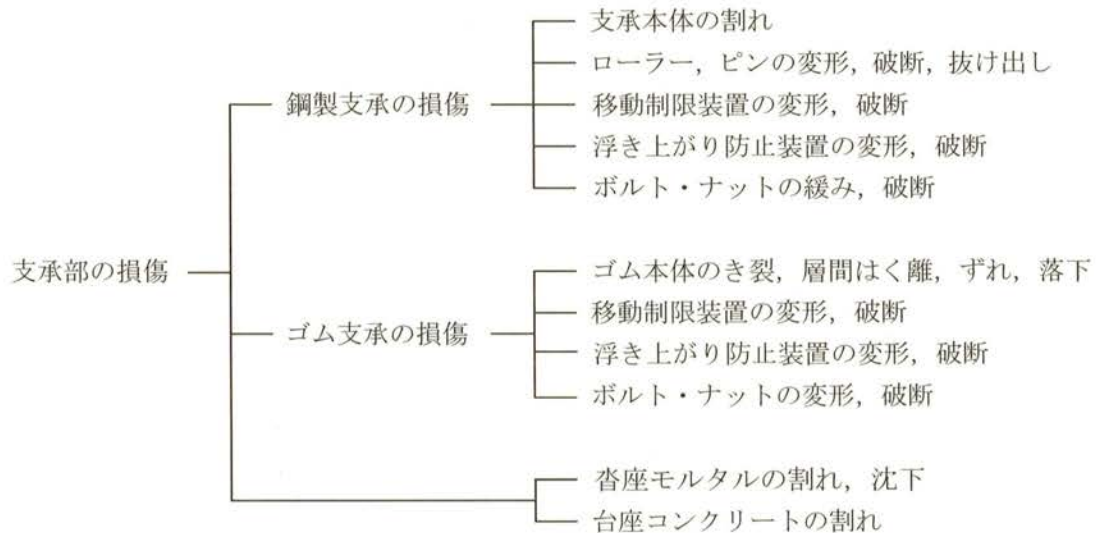 支承部の損傷
鋼製支承の損傷
支承本体の割れ
ローラー，ピンの変形，破断，抜け出し
移動制限装置の変形，破断
浮き上がり防止装置の変形，破断
ボルト・ナットの緩み，破断
ゴム支承の損傷
ゴム本体のき裂，層間はく離，ずれ，落下
移動制限装置の変形，破断
浮き上がり防止装置の変形，破断
ボルト・ナットの変形，破断
沓座モルタルの割れ，沈下
台座コンクリートの割れ